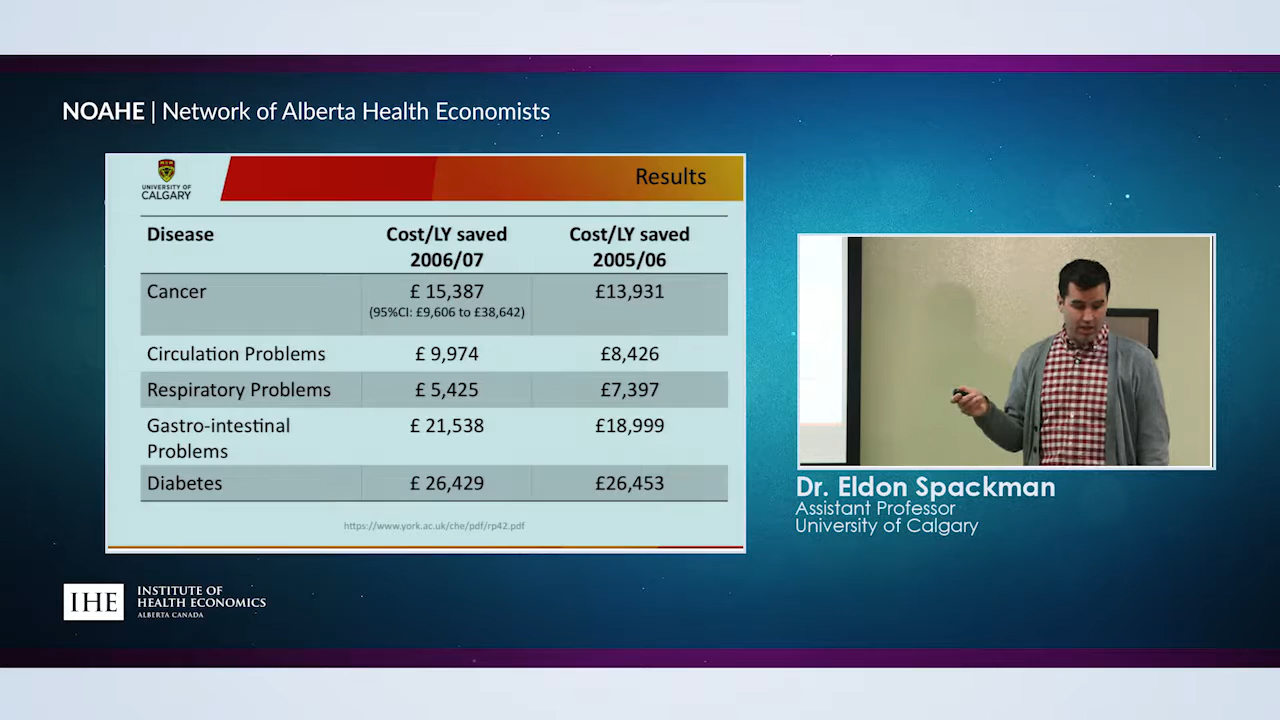 NOAHE | Network of Alberta Health Economists
UNIVERSITY OF
CALGARY
Results
Disease Cost/LY saved 2006/07 Cost/LY saved 2005/06
Cancer £ 15,387 £13,931
(95%CI: £9,606 to £38,642)
Circulation Problems £ 9,974 £8,426
Respiratory Problems £ 5,425 £7,397
Gastro-intestinal £ 21,538 £18,999
Problems
Diabetes £ 26,429 £26,453
https://www.york.ac.uk/che/pdf/rp42.pdf
Dr. Eldon Spackman
Assistant Professor
University of Calgary
IHE
INSTITUTE OF
HEALTH ECONOMICS
ALBERTA CANADA